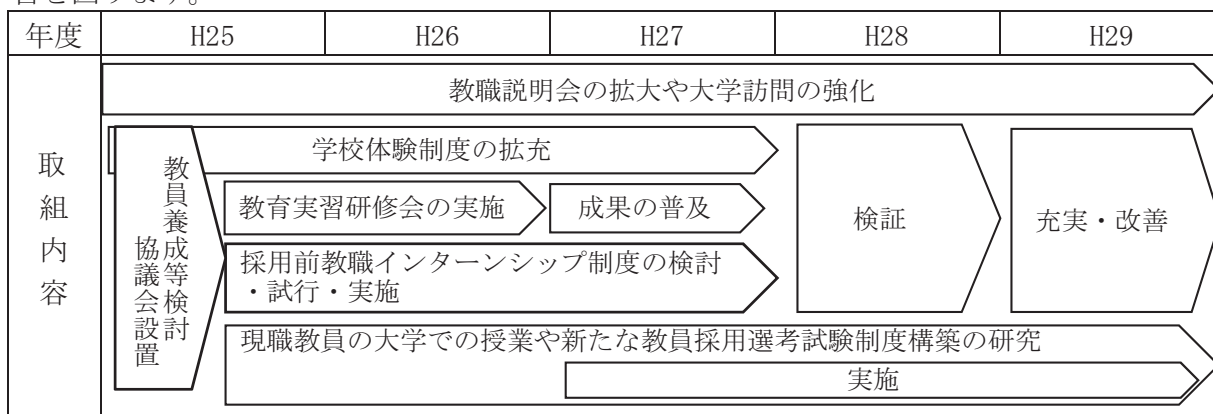 年度 H25 H26 H27 H28 H29
取組内容
教職説明会の拡大や大学訪問の強化
教員養成等検討
協議会設置
学校体験制度の拡充
教育実習研修会の実施
成果の普及
採用前教職インターンシップ制度の検討
・試行・実施
検証
充実・改善
現職教員の大学での授業や新たな教員採用選考試験制度構築の研究
実施